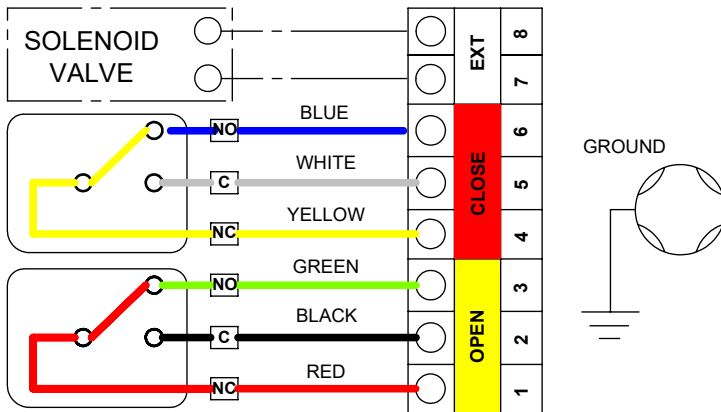 SOLENOID
VALVE
EXT
8
7
NO
BLUE
6
C
WHITE
CLOSE
5
NC
YELLOW
4
GROUND
NO
GREEN
3
C
BLACK
OPEN
2
NC
RED
1